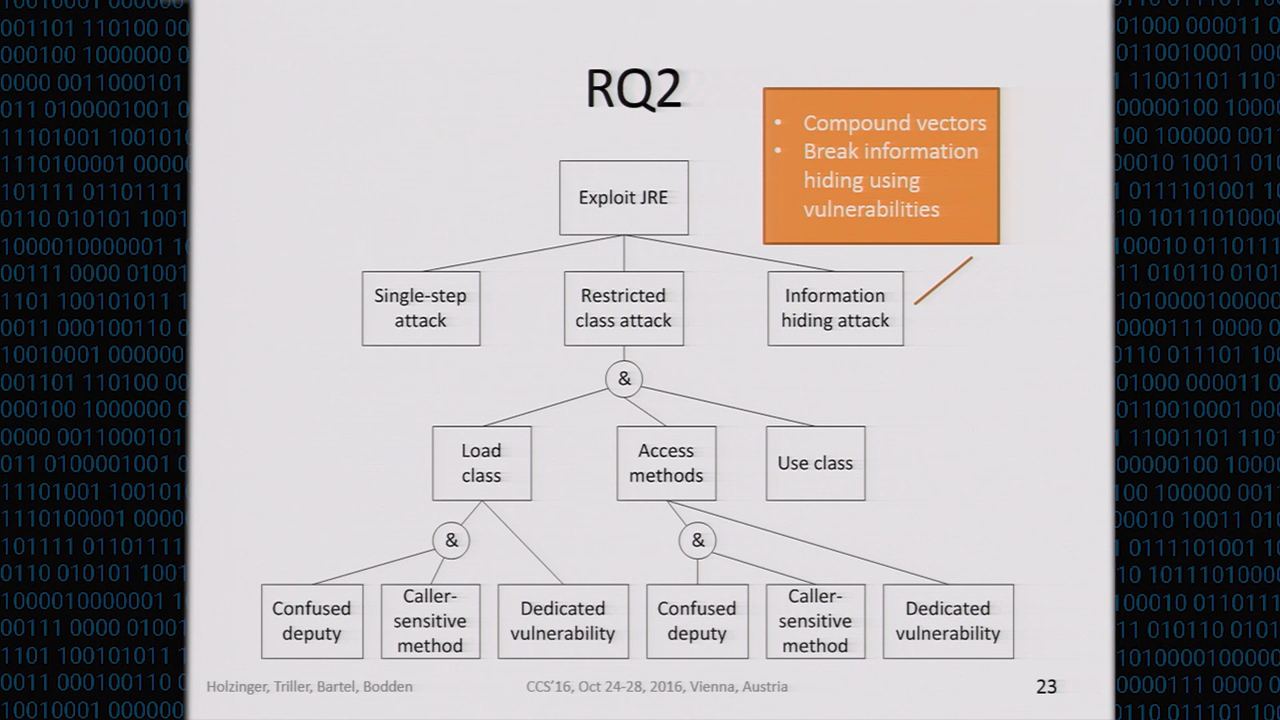 RQ2
• Compound vectors
• Break information
hiding using
vulnerabilities
Exploit JRE
Single-step
attack
Restricted
class attack
Information
hiding attack
&
Load
class
Access
methods
Use class
&
&
Confused
deputy
Caller-
sensitive
method
Dedicated
vulnerability
Confused
deputy
Caller-
sensitive
method
Dedicated
vulnerability
Holzinger, Triller, Bartel, Bodden
CCS'16, Oct 24-28, 2016, Vienna, Austria
23